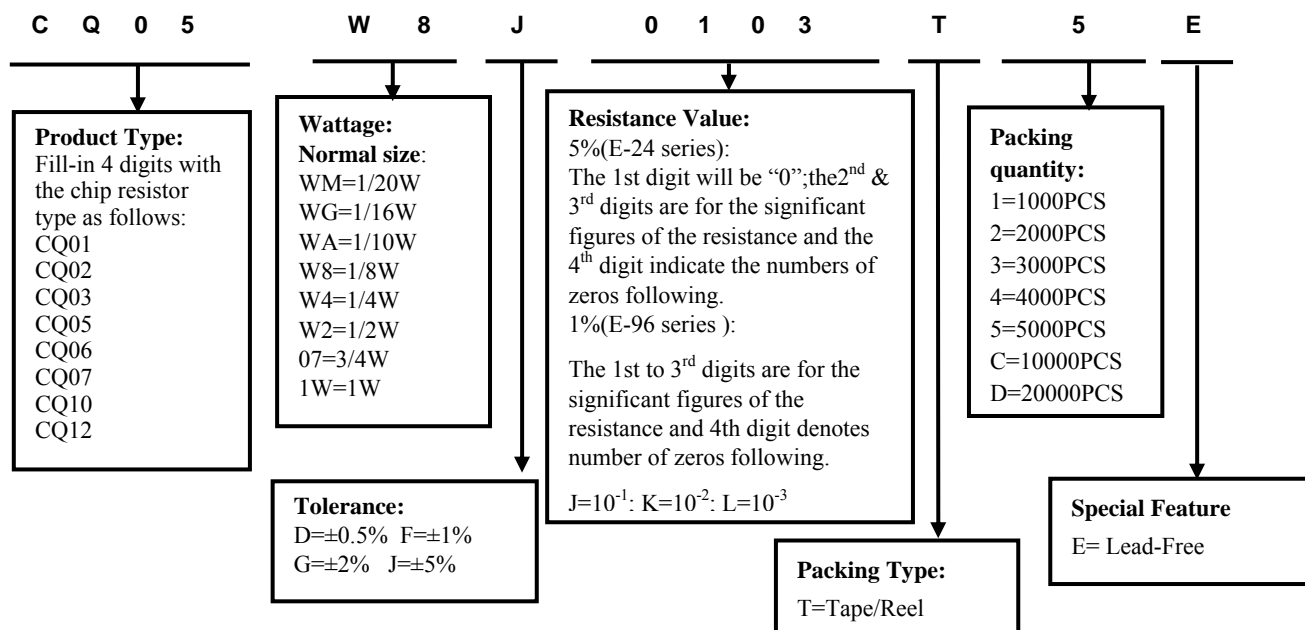 C Q 0 5 W 8 J 0 1 0 3 T 5 E
Product Type:
Fill-in 4 digits with
the chip resistor
type as follows:
CQ01
CQ02
CQ03
CQ05
CQ06
CQ07
CQ10
CQ12
Wattage:
Normal size:
WM=1/20W
WG=1/16W
WA=1/10W
W8=1/8W
W4=1/4W
W2=1/2W
07=3/4W
1W=1W
Tolerance:
D=±0.5% F=±1%
G=±2% J=±5%
Resistance Value:
5%(E-24 series):
The 1st digit will be “0”;the2nd &
3rd digits are for the significant
figures of the resistance and the
4th digit indicate the numbers of
zeros following.
1%(E-96 series ):
The 1st to 3rd digits are for the
significant figures of the
resistance and 4th digit denotes
number of zeros following.
J=10-1: K=10-2: L=10-3
Packing Type:
T=Tape/Reel
Packing
quantity:
1=1000PCS
2=2000PCS
3=3000PCS
4=4000PCS
5=5000PCS
C=10000PCS
D=20000PCS
Special Feature
E= Lead-Free